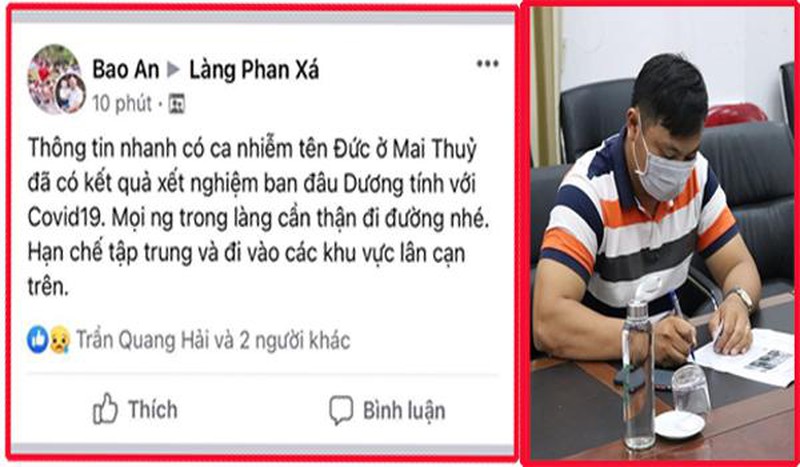 Bao An ▶ Làng Phan Xá
10 phút ·
Thông tin nhanh có ca nhiễm tên Đức ở Mai Thuỷ
đã có kết quả xét nghiệm ban đâu Dương tính với
Covid19. Mọi ng trong làng cẩn thận đi đường nhé.
Hạn chế tập trung và đi vào các khu vực lân cạn
trên.
Trần Quang Hải và 2 người khác
Thích
Bình luận